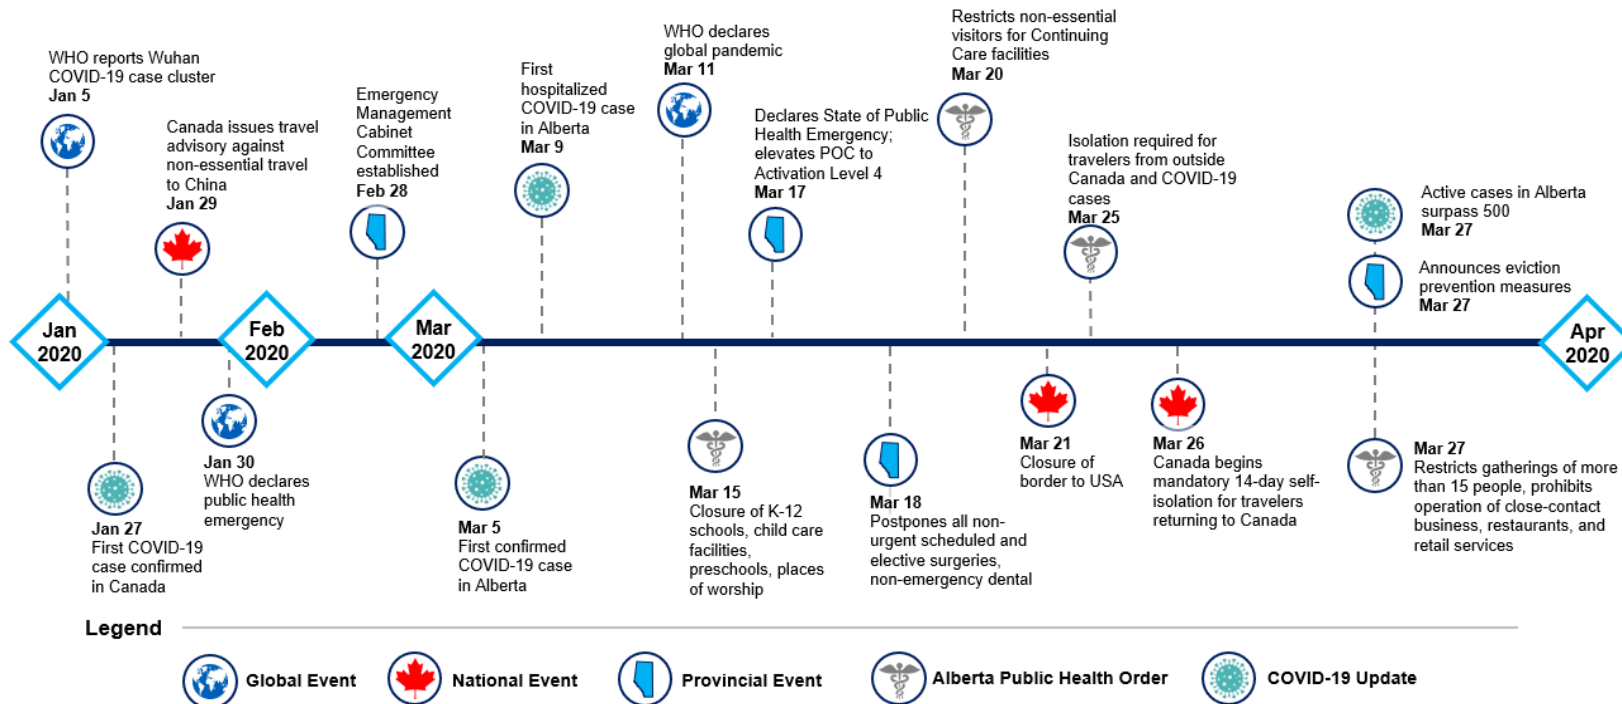 WHO reports Wuhan
COVID-19 case cluster
Jan 5
Canada issues travel
advisory against
non-essential travel
to China
Jan 29
Emergency
Management
Cabinet
Committee
established
Feb 28
First
hospitalized
COVID-19 case
in Alberta
Mar 9
WHO declares
global pandemic
Mar 11
Declares State of Public
Health Emergency;
elevates POC to
Activation Level 4
Mar 17
Restricts non-essential
visitors for Continuing
Care facilities
Mar 20
Isolation required for
travelers from outside
Canada and COVID-19
cases
Mar 25
Active cases in Alberta
surpass 500
Mar 27
Announces eviction
prevention measures
Mar 27
Jan
2020
Feb
2020
Mar
2020
Apr
2020
Jan 27
First COVID-19
case confirmed
in Canada
Jan 30
WHO declares
public health
emergency
Mar 5
First confirmed
COVID-19 case
in Alberta
Mar 15
Closure of K-12
schools, child care
facilities,
preschools, places
of worship
Mar 18
Postpones all non-
urgent scheduled and
elective surgeries,
non-emergency dental
Mar 21
Closure of
border to USA
Mar 26
Canada begins
mandatory 14-day self-
isolation for travelers
returning to Canada
Mar 27
Restricts gatherings of more
than 15 people, prohibits
operation of close-contact
business, restaurants, and
retail services
Legend
Global Event
National Event
Provincial Event
Alberta Public Health Order
COVID-19 Update